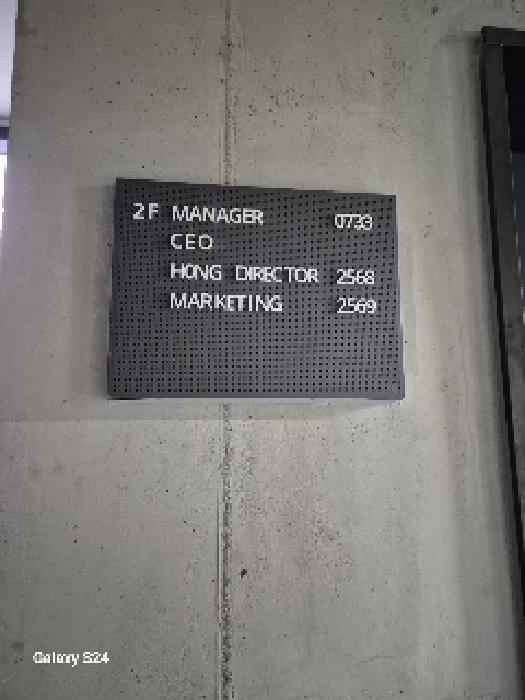 2F MANAGER 0733
CEO
HONG DIRECTOR 2568
MARKETING 2569
Galaxy S24